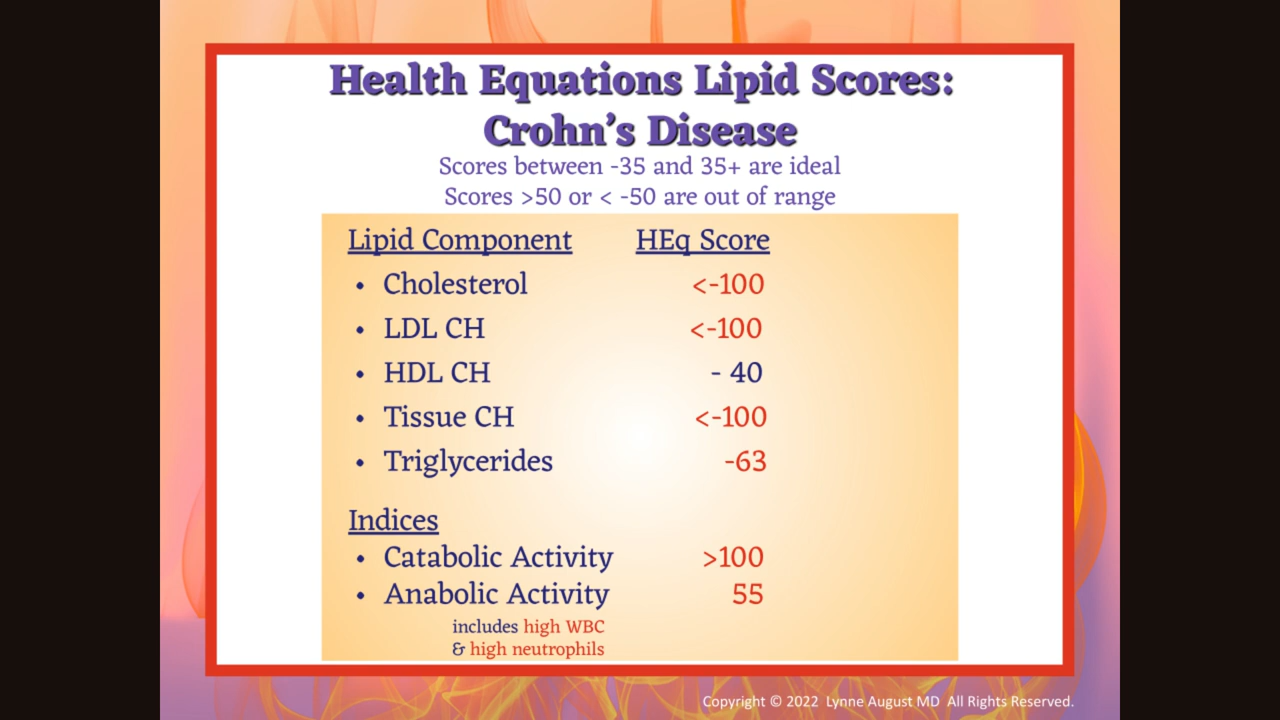 Health Equations Lipid Scores:
Crohn's Disease
Scores between -35 and 35+ are ideal
Scores >50 or < -50 are out of range
Lipid Component HEq Score
• Cholesterol <-100
• LDL CH <-100
• HDL CH - 40
• Tissue CH <-100
• Triglycerides -63
Indices
• Catabolic Activity >100
• Anabolic Activity 55
includes high WBC
& high neutrophils
Copyright © 2022 Lynne August MD All Rights Reserved.